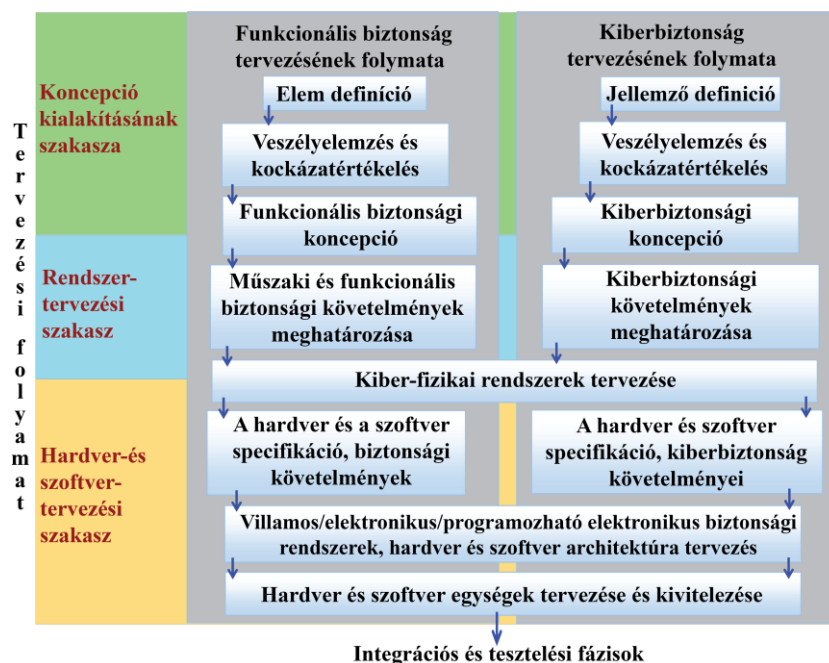 Tervezési folyamat
Koncepció
kialakításának
szakasza
Rendszer-
tervezési
szakasz
Hardver-és
szoftver-
tervezési
szakasz
Funkcionális biztonság
tervezésének folymata
Elem definíció
Veszélyelemzés és
kockázatértékelés
Funkcionális biztonsági
koncepció
Műszaki és funkcionális
biztonsági követelmények
meghatározása
Kiberbiztonság
tervezésének folymata
Jellemző definició
Veszélyelemzés és
kockázatértékelés
Kiberbiztonsági
koncepció
Kiberbiztonsági
követelmények
meghatározása
Kiber-fizikai rendszerek tervezése
A hardver és a szoftver
specifikáció, biztonsági
követelmények
A hardver és szoftver
specifikáció, kiberbiztonság
követelményei
Villamos/elektronikus/programozható elektronikus biztonsági
rendszerek, hardver és szoftver architektúra tervezés
Hardver és szoftver egységek tervezése és kivitelezése
Integrációs és tesztelési fázisok